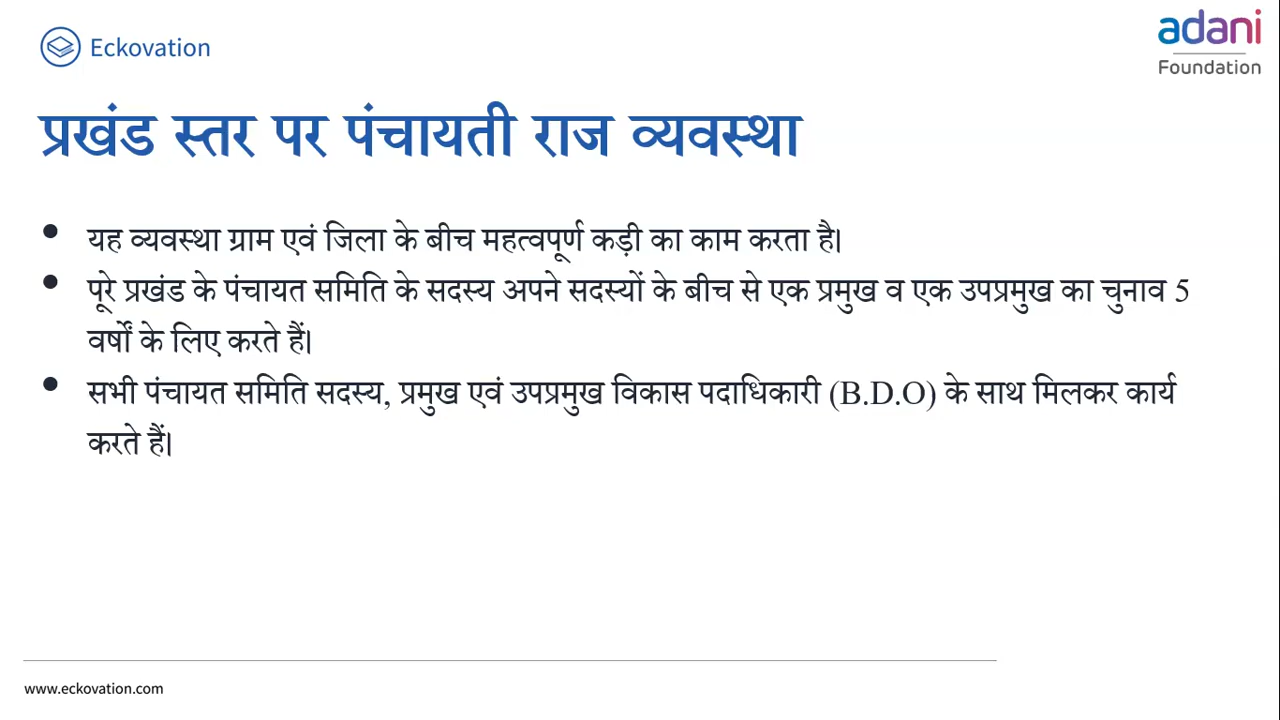 Eckovation
adani
Foundation
प्रखंड स्तर पर पंचायती राज व्यवस्था
• यह व्यवस्था ग्राम एवं जिला के बीच महत्वपूर्ण कड़ी का काम करता है।
• पूरे प्रखंड के पंचायत समिति के सदस्य अपने सदस्यों के बीच से एक प्रमुख व एक उपप्रमुख का चुनाव 5
वर्षों के लिए करते हैं।
• सभी पंचायत समिति सदस्य, प्रमुख एवं उपप्रमुख विकास पदाधिकारी (B.D.O) के साथ मिलकर कार्य
करते हैं।
www.eckovation.com